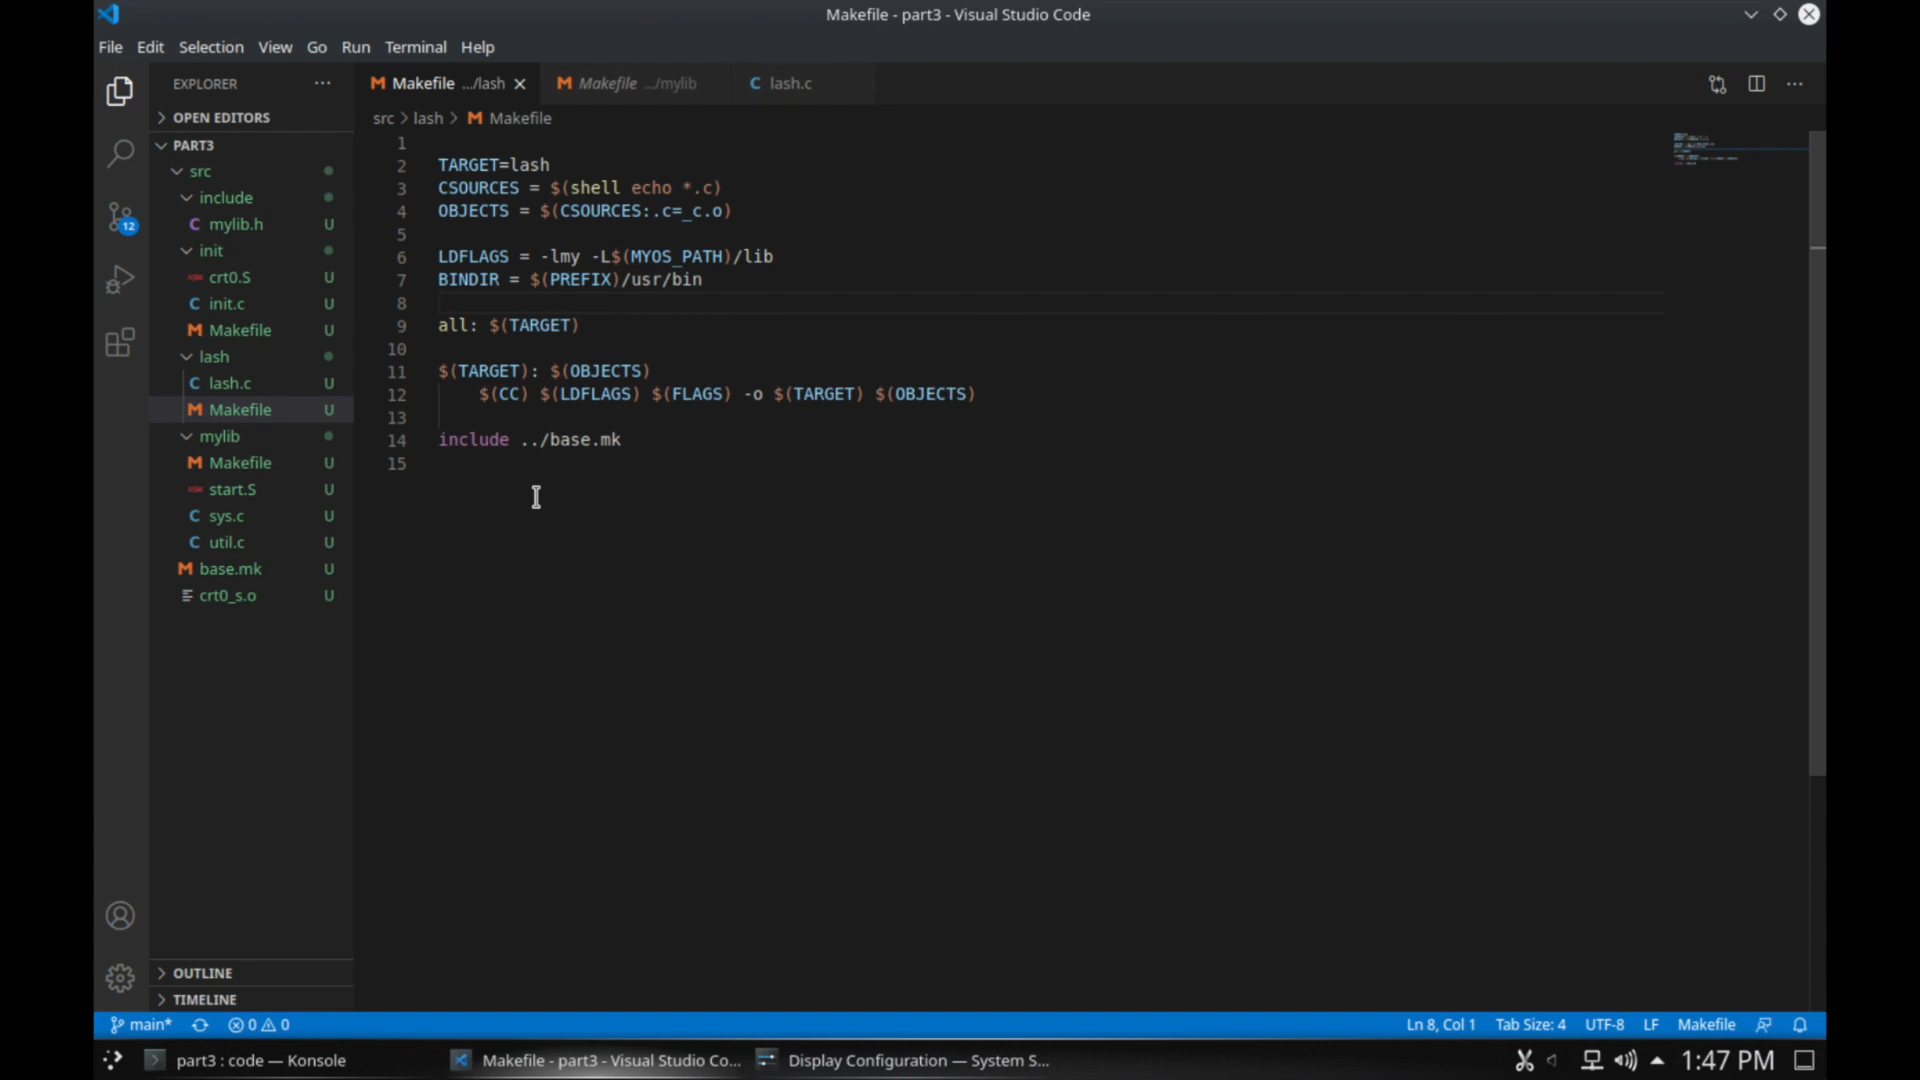 Makefile - part3 - Visual Studio Code
File Edit Selection View Go Run Terminal Help
EXPLORER
Makefile .../lash
Makefile .../mylib
C lash.c
OPEN EDITORS
src > lash > M Makefile
PART3
src
include
C mylib.h U
init
ASM crt0.S U
C init.c U
M Makefile U
lash
C lash.c U
M Makefile U
mylib
M Makefile U
ASM start.S U
C sys.c U
C util.c U
M base.mk U
crt0_s.o U
12
OUTLINE
TIMELINE
1
2 TARGET=lash
3 CSOURCES = $(shell echo *.c)
4 OBJECTS = $(CSOURCES:.c=_c.o)
5
6 LDFLAGS = -lmy -L$(MYOS_PATH)/lib
7 BINDIR = $(PREFIX)/usr/bin
8
9 all: $(TARGET)
10
11 $(TARGET): $(OBJECTS)
12 $(CC) $(LDFLAGS) $(FLAGS) -o $(TARGET) $(OBJECTS)
13
14 include ../base.mk
15
main* 0 0 Ln 8, Col 1 Tab Size: 4 UTF-8 LF Makefile
part3 : code — Konsole
Makefile - part3 - Visual Studio Co...
Display Configuration — System S...
1:47 PM